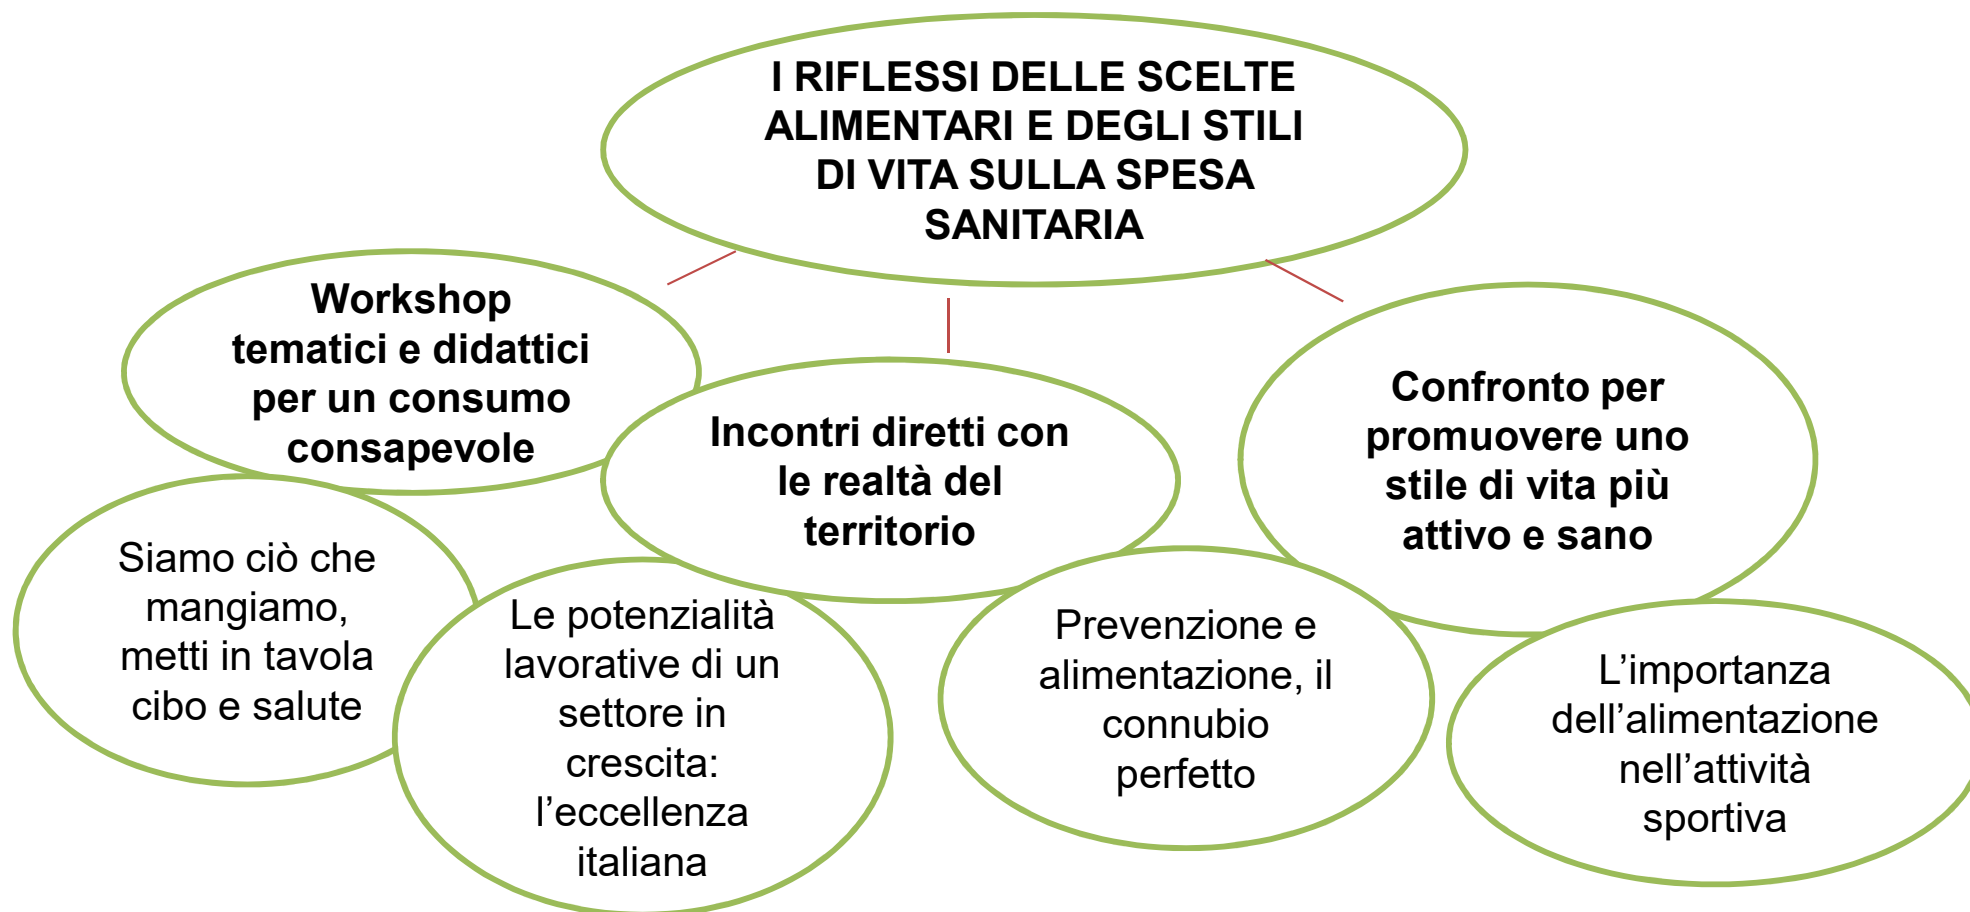 I RIFLESSI DELLE SCELTE
ALIMENTARI E DEGLI STILI
DI VITA SULLA SPESA
SANITARIA
Workshop
tematici e didattici
per un consumo
consapevole
Incontri diretti con
le realtà del
territorio
Confronto per
promuovere uno
stile di vita più
attivo e sano
Siamo ciò che
mangiamo,
metti in tavola
cibo e salute
Le potenzialità
lavorative di un
settore in
crescita:
l’eccellenza
italiana
Prevenzione e
alimentazione, il
connubio
perfetto
L’importanza
dell’alimentazione
nell’attività
sportiva